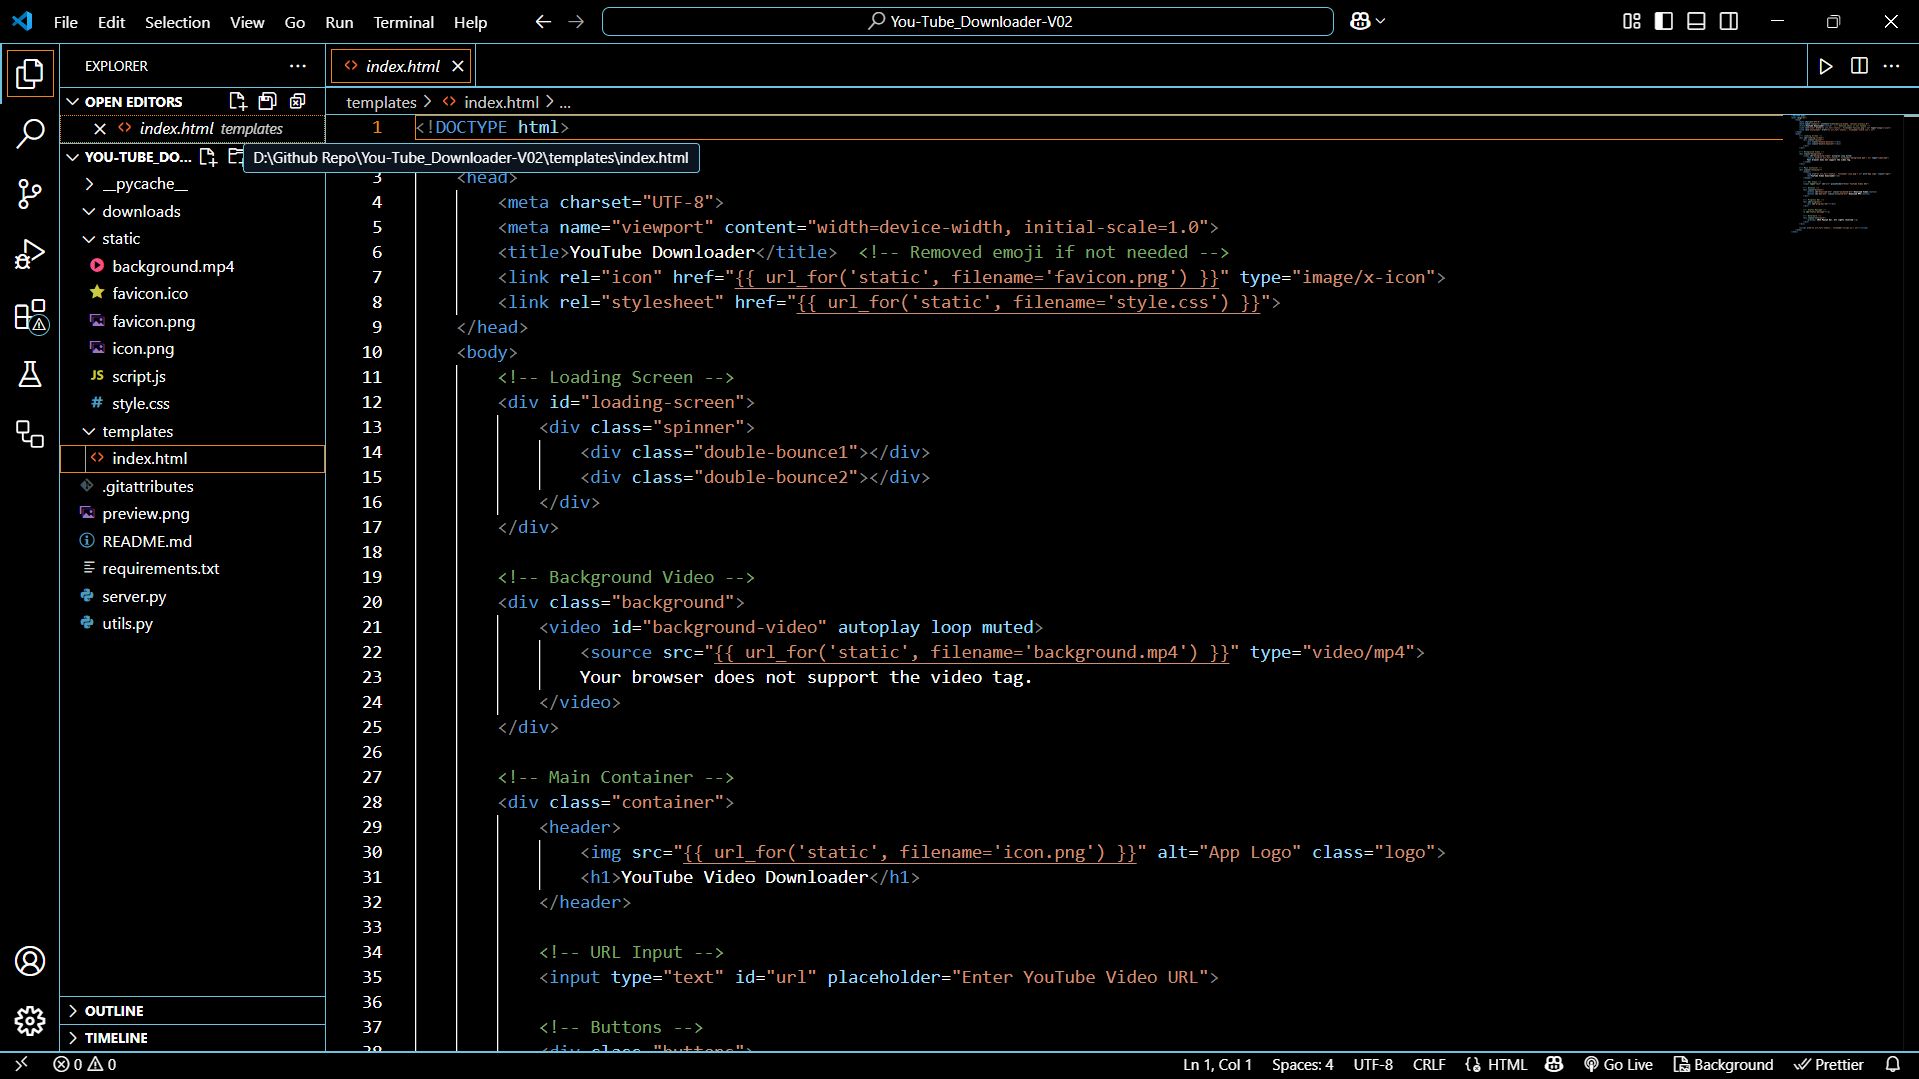 File Edit Selection View Go Run Terminal Help
You-Tube_Downloader-V02
EXPLORER
OPEN EDITORS
index.html templates
YOU-TUBE_DO...
__pycache__
downloads
static
background.mp4
favicon.ico
favicon.png
icon.png
JS script.js
# style.css
templates
<> index.html
.gitattributes
preview.png
README.md
requirements.txt
server.py
utils.py
OUTLINE
TIMELINE
<> index.html
templates > <> index.html > ...
1 <!DOCTYPE html>
D:\Github Repo\You-Tube_Downloader-V02\templates\index.html
3 <head>
4 <meta charset="UTF-8">
5 <meta name="viewport" content="width=device-width, initial-scale=1.0">
6 <title>YouTube Downloader</title> <!-- Removed emoji if not needed -->
7 <link rel="icon" href="{{ url_for('static', filename='favicon.png') }}" type="image/x-icon">
8 <link rel="stylesheet" href="{{ url_for('static', filename='style.css') }}">
9 </head>
10 <body>
11 <!-- Loading Screen -->
12 <div id="loading-screen">
13 <div class="spinner">
14 <div class="double-bounce1"></div>
15 <div class="double-bounce2"></div>
16 </div>
17 </div>
18
19 <!-- Background Video -->
20 <div class="background">
21 <video id="background-video" autoplay loop muted>
22 <source src="{{ url_for('static', filename='background.mp4') }}" type="video/mp4">
23 Your browser does not support the video tag.
24 </video>
25 </div>
26
27 <!-- Main Container -->
28 <div class="container">
29 <header>
30 <img src="{{ url_for('static', filename='icon.png') }}" alt="App Logo" class="logo">
31 <h1>YouTube Video Downloader</h1>
32 </header>
33
34 <!-- URL Input -->
35 <input type="text" id="url" placeholder="Enter YouTube Video URL">
36
37 <!-- Buttons -->
38 <div class="buttons">
0 0
Ln 1, Col 1 Spaces: 4 UTF-8 CRLF HTML Go Live Background Prettier